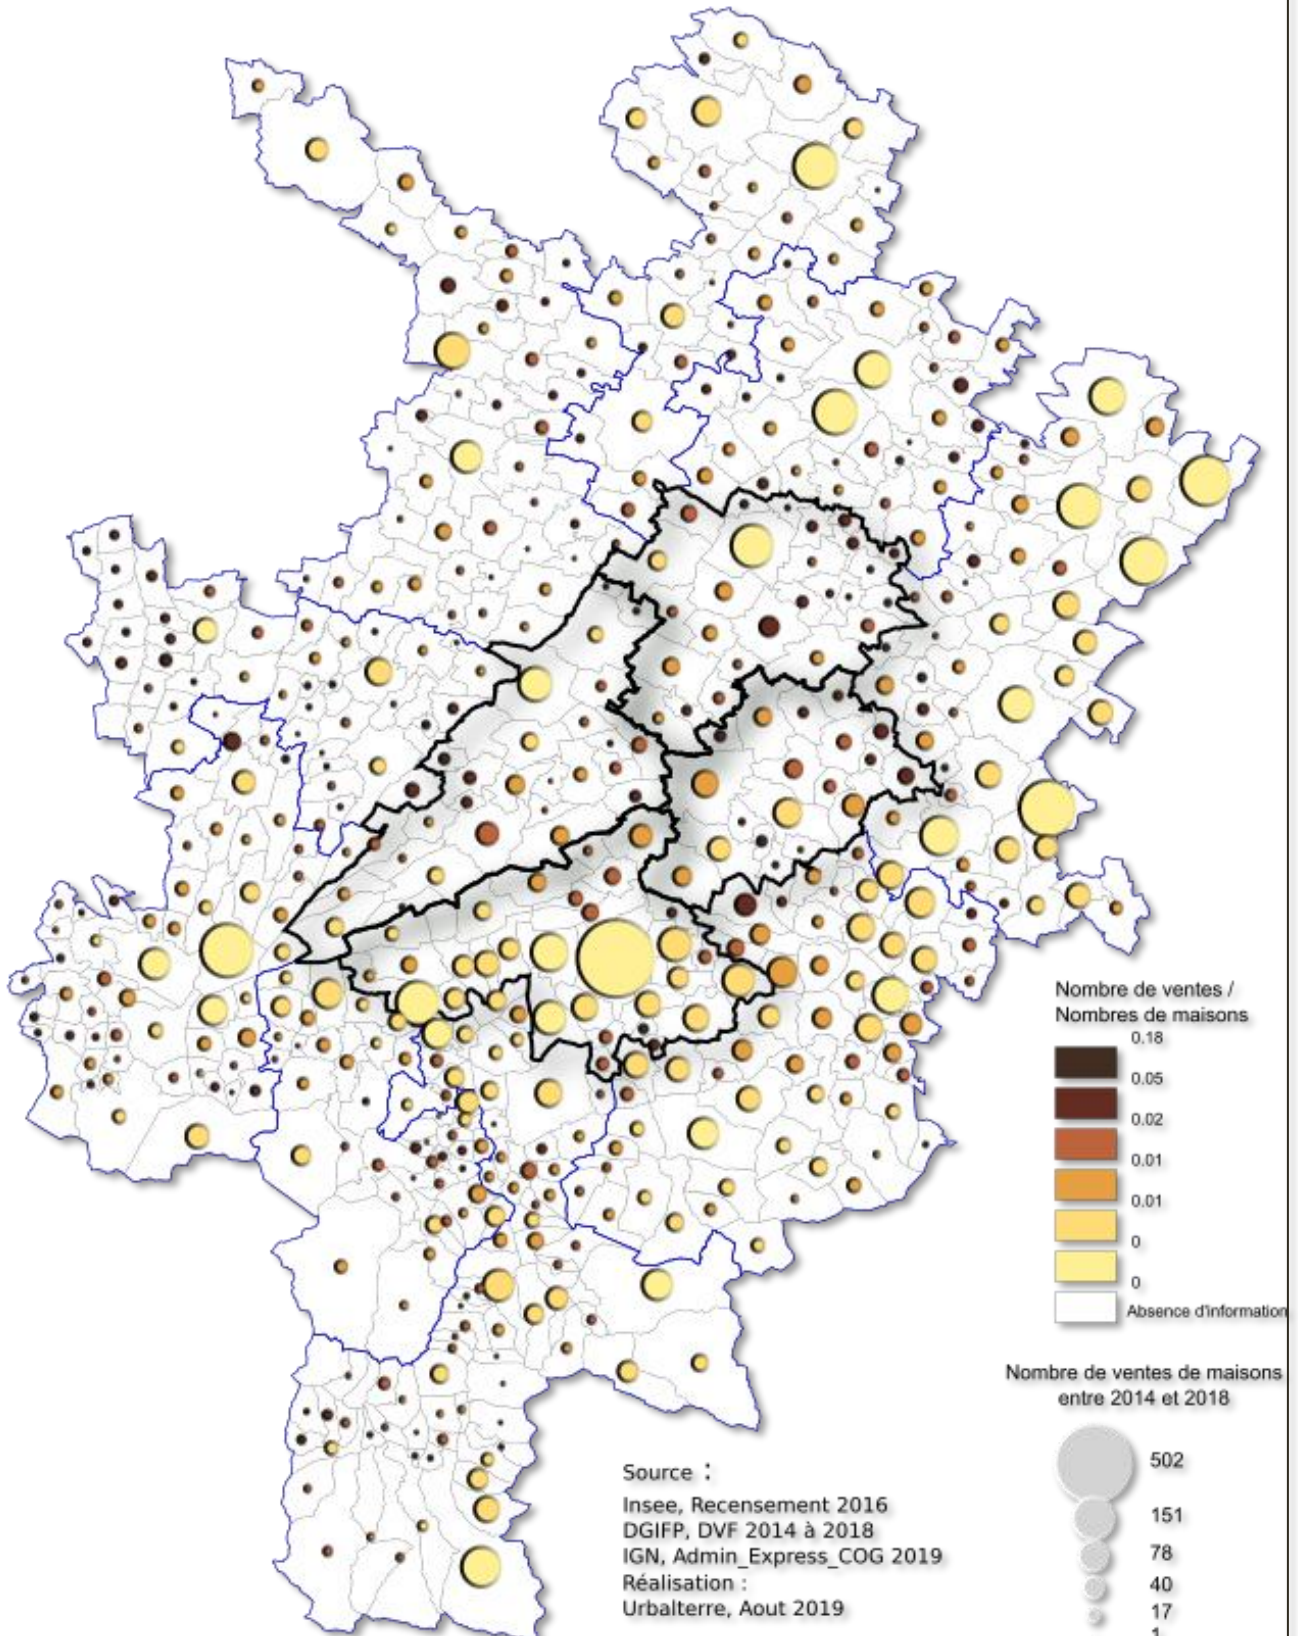 Nombre de ventes /
Nombres de maisons
0.18
0.05
0.02
0.01
0.01
0
0
Absence d'information
Nombre de ventes de maisons
entre 2014 et 2018
502
151
78
40
17
1
Source :
Insee, Recensement 2016
DGIFP, DVF 2014 à 2018
IGN, Admin_Express_COG 2019
Réalisation :
Urbalterre, Aout 2019